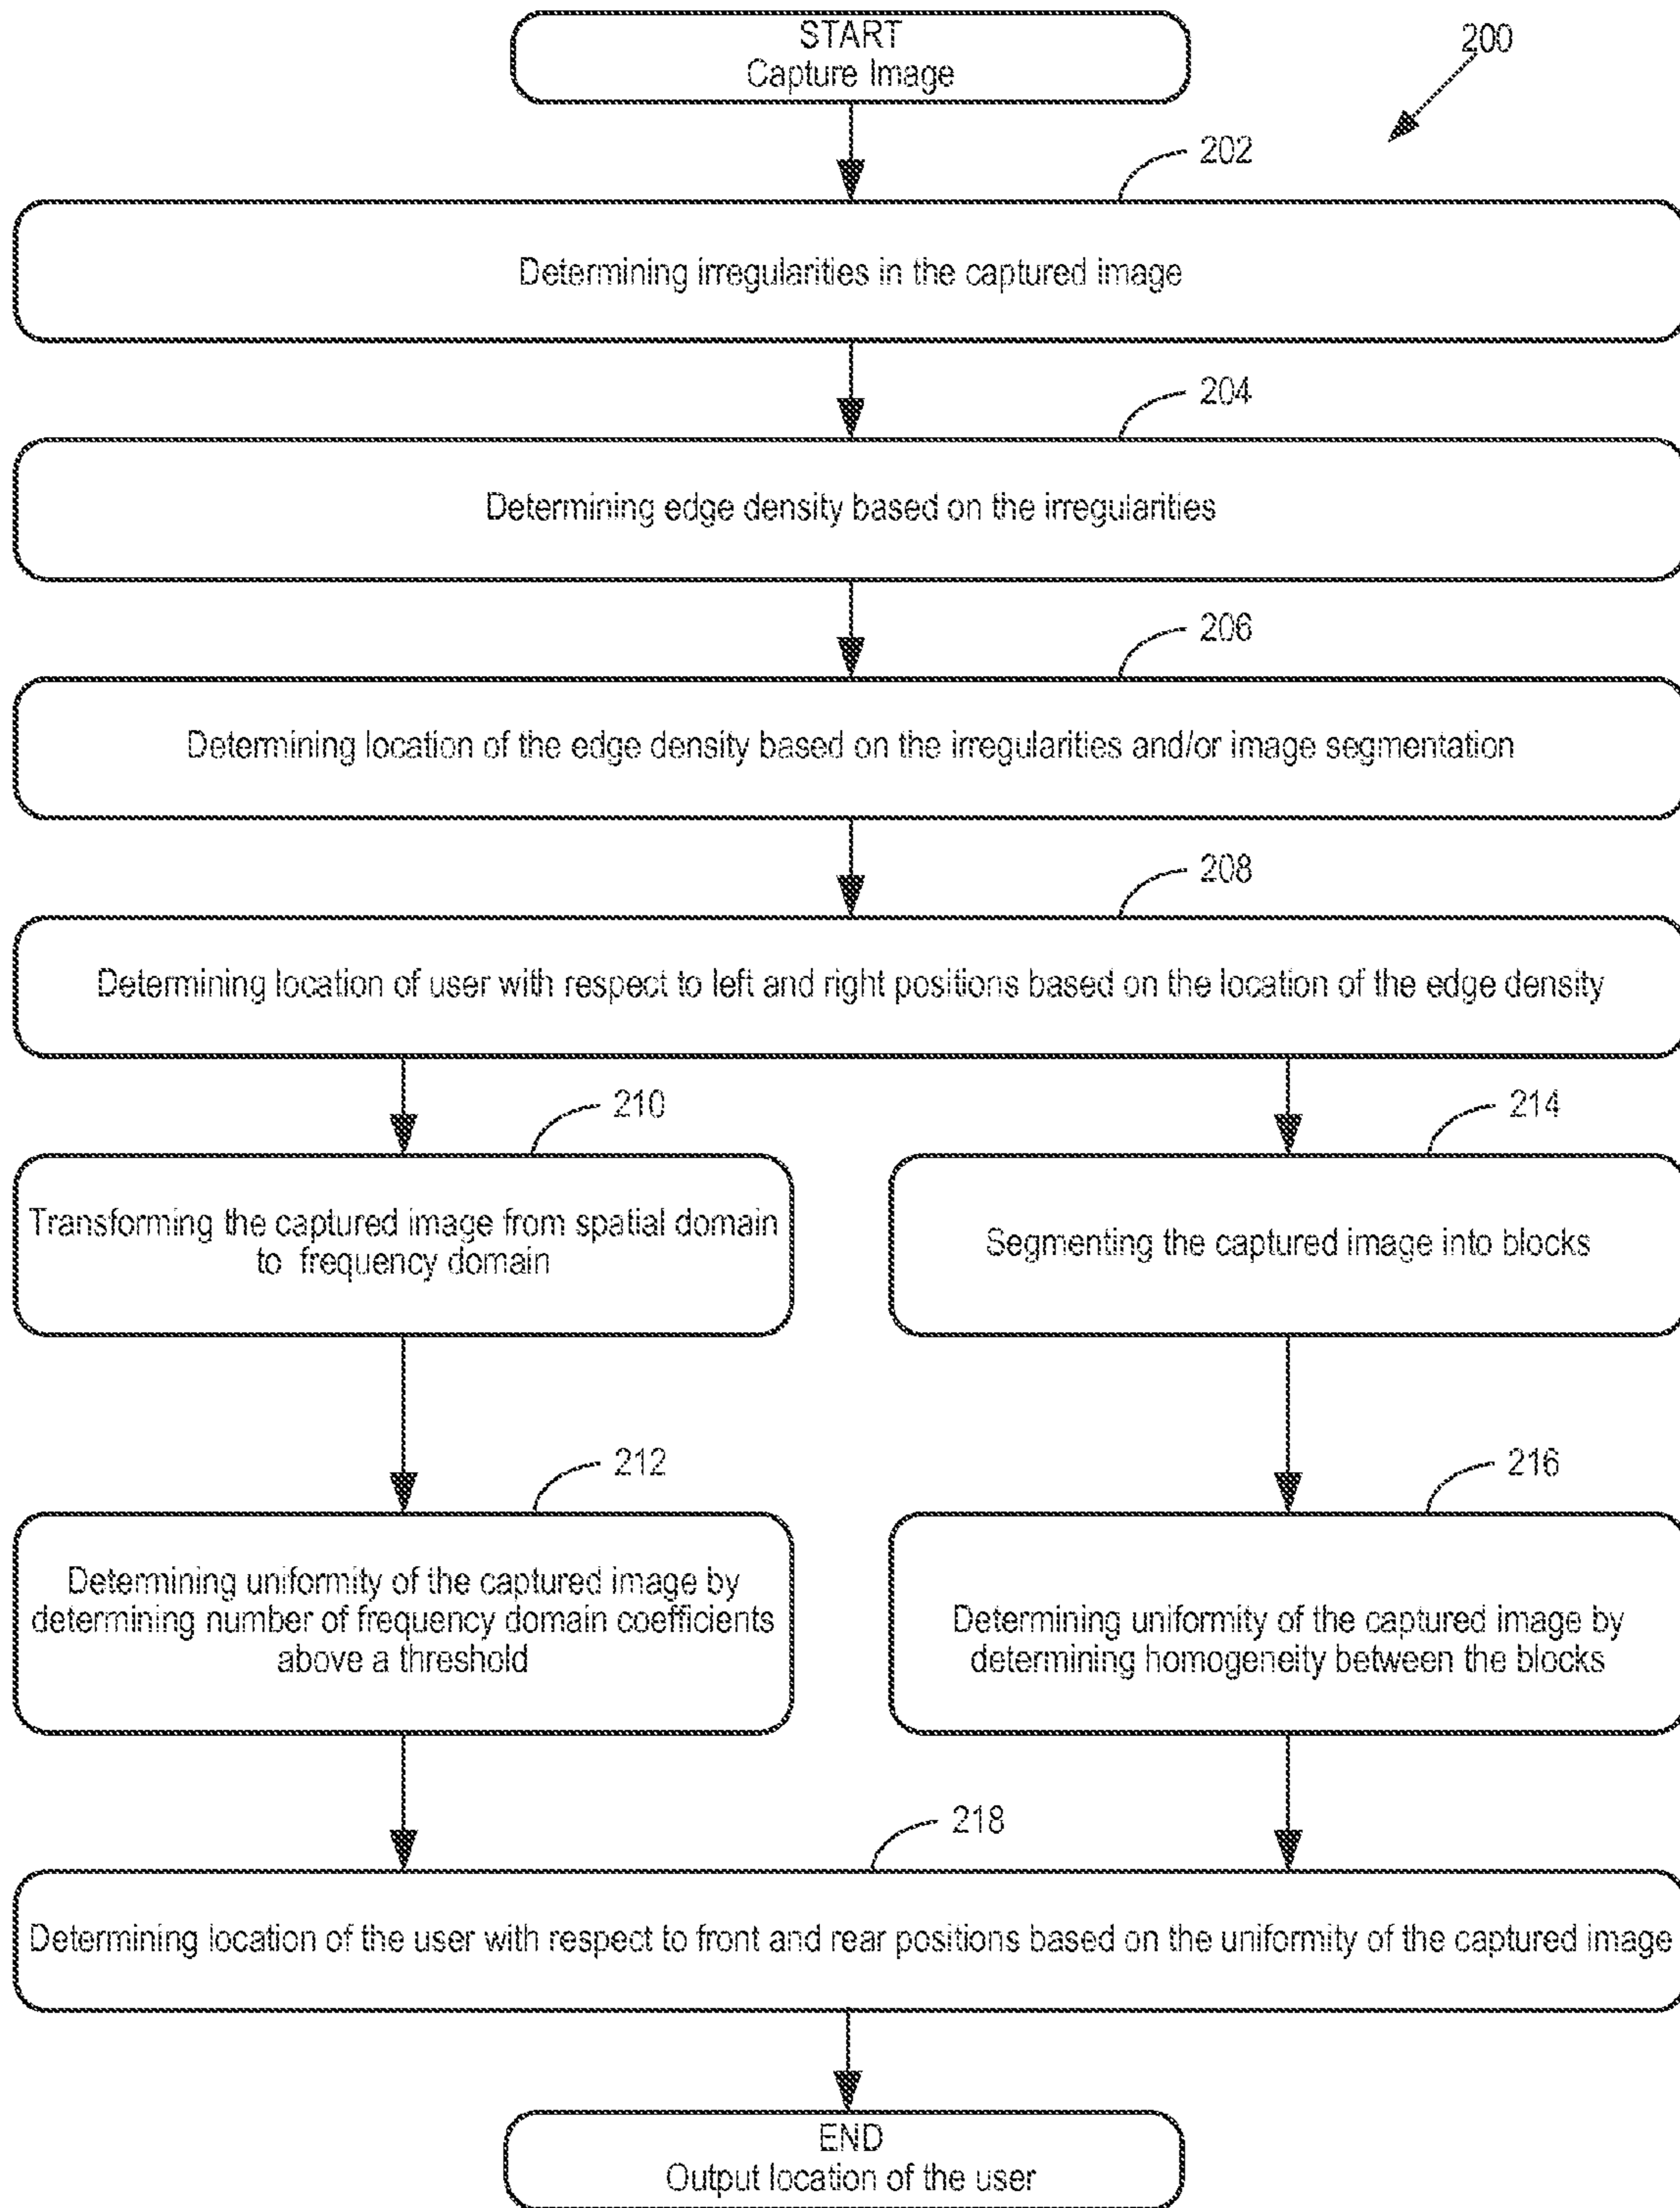 START
Capture Image
200
202
Determining irregularities in the captured image
204
Determining edge density based on the irregularities
206
Determining location of the edge density based on the irregularities and/or image segmentation
208
Determining location of user with respect to left and right positions based on the location of the edge density
210
Transforming the captured image from spatial domain
to frequency domain
214
Segmenting the captured image into blocks
212
Determining uniformity of the captured image by
determining number of frequency domain coefficients
above a threshold
216
Determining uniformity of the captured image by
determining homogeneity between the blocks
218
Determining location of the user with respect to front and rear positions based on the uniformity of the captured image
END
Output location of the user